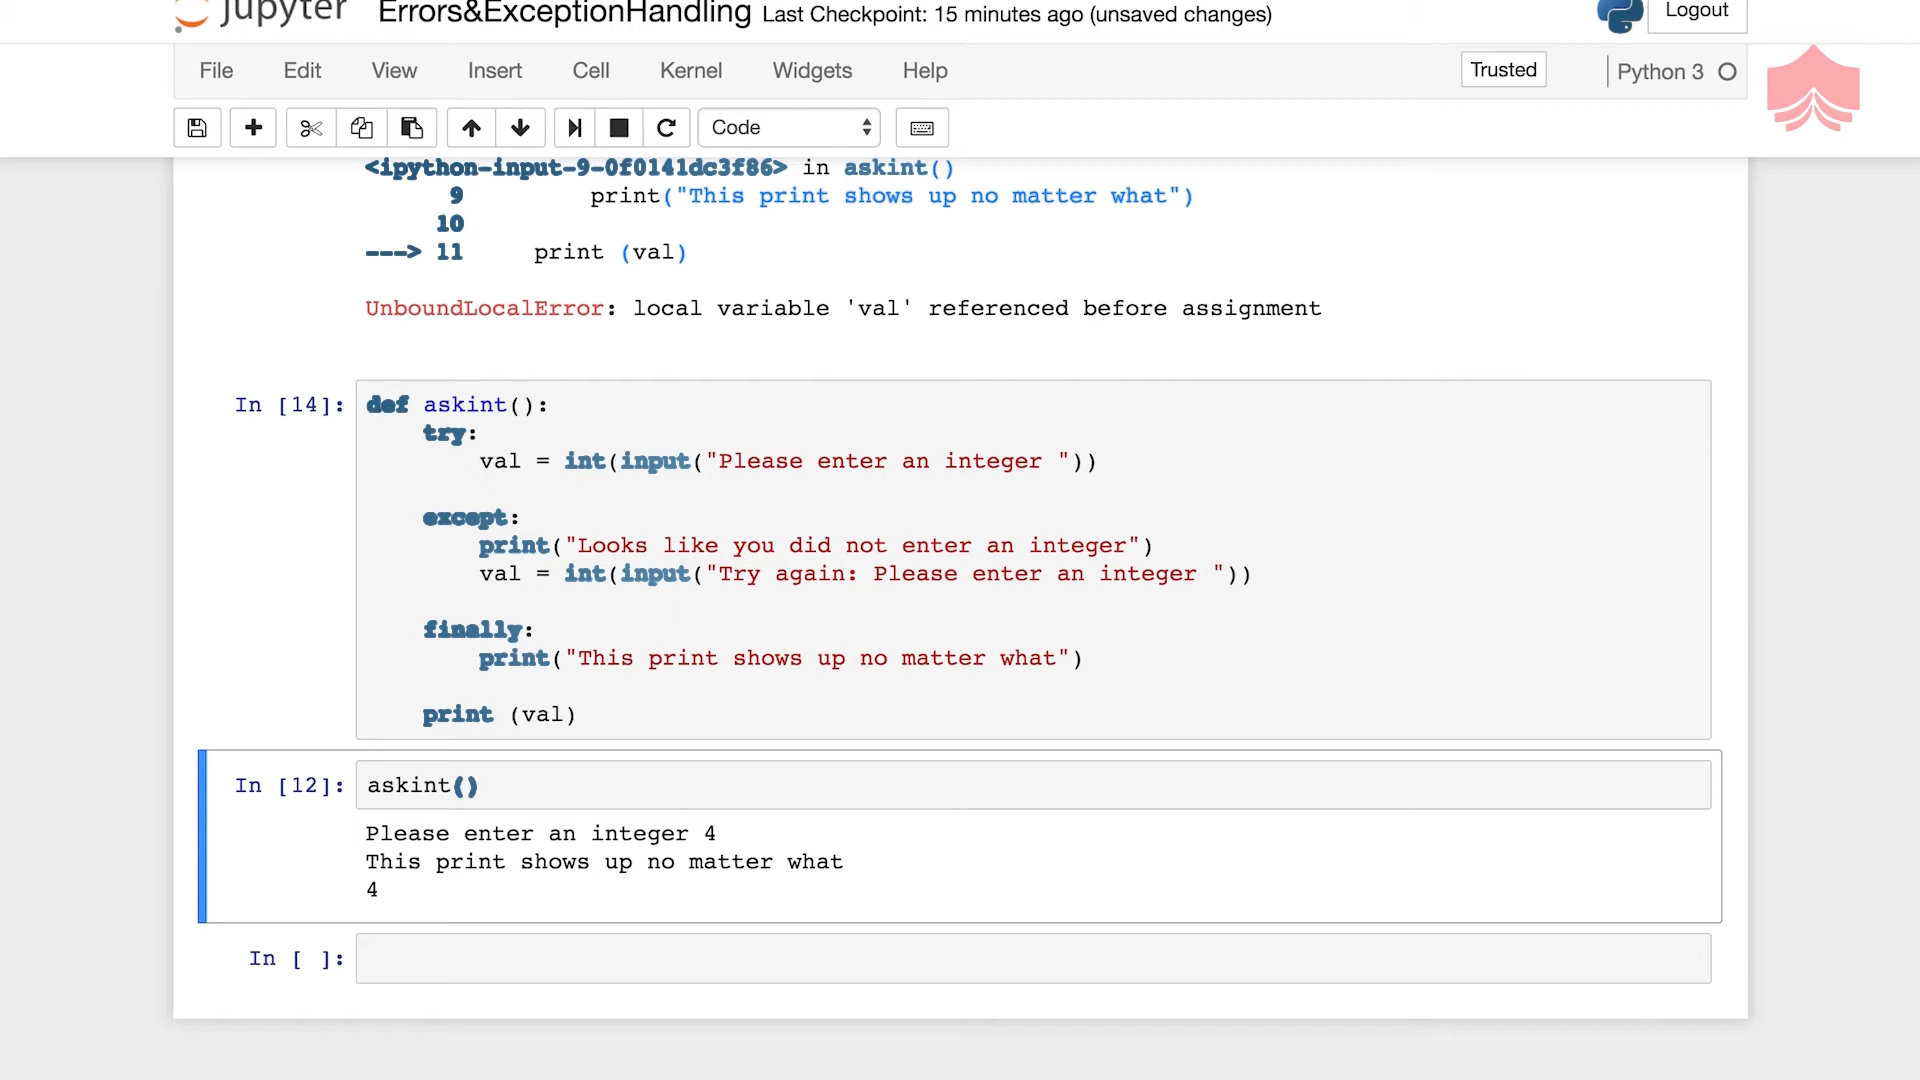 jupyter Errors&ExceptionHandling Last Checkpoint: 15 minutes ago (unsaved changes) Logout
File Edit View Insert Cell Kernel Widgets Help Trusted Python 3
Code
<ipython-input-9-0f0141dc3f86> in askint()
9 print("This print shows up no matter what")
10
---> 11 print (val)
UnboundLocalError: local variable 'val' referenced before assignment
In [14]: def askint():
try:
val = int(input("Please enter an integer "))
except:
print("Looks like you did not enter an integer")
val = int(input("Try again: Please enter an integer "))
finally:
print("This print shows up no matter what")
print (val)
In [12]: askint()
Please enter an integer 4
This print shows up no matter what
4
In [ ]: